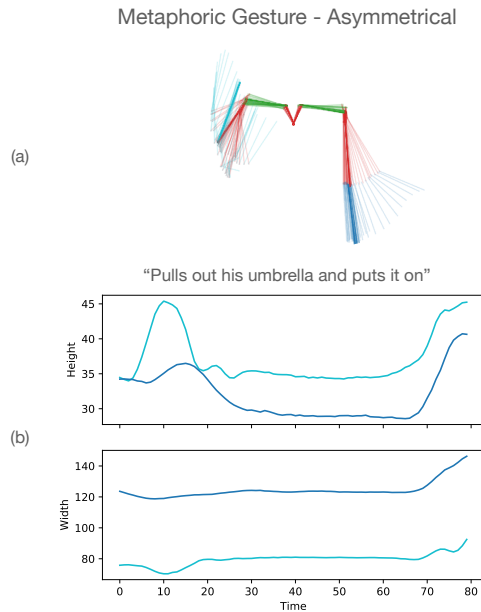 Metaphoric Gesture - Asymmetrical
(a)
“Pulls out his umbrella and puts it on”
45
40
35
30
Height
(b)
140
120
100
80
Width
0 10 20 30 40 50 60 70 80
Time